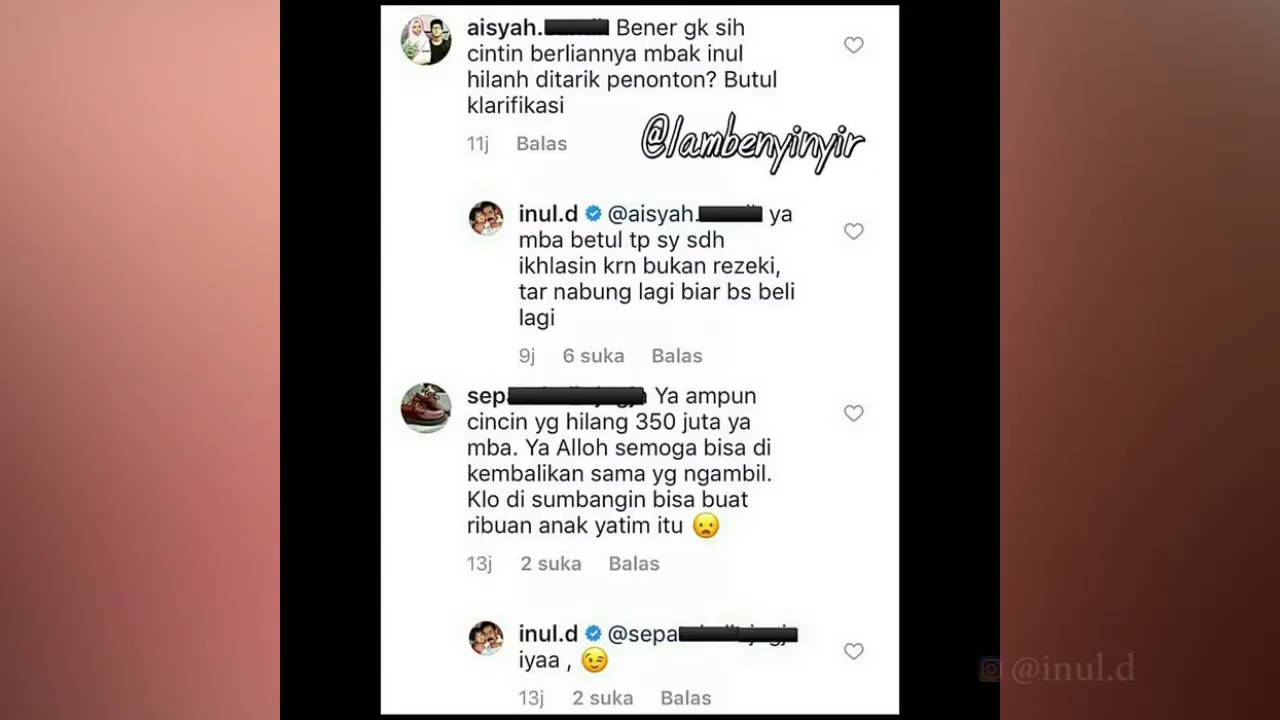 aisyah. Bener gk sih
cintin berliannya mbak inul
hilanh ditarik penonton? Butul
klarifikasi
11j Balas
@lambenyinyir
inul.d @aisyah. ya
mba betul tp sy sdh
ikhlasin krn bukan rezeki,
tar nabung lagi biar bs beli
lagi
9j 6 suka Balas
sep Ya ampun
cincin yg hilang 350 juta ya
mba. Ya Alloh semoga bisa di
kembalikan sama yg ngambil.
Klo di sumbangin bisa buat
ribuan anak yatim itu 😦
13j 2 suka Balas
inul.d @sepa
iyaa , 😉
13j 2 suka Balas
@inul.d